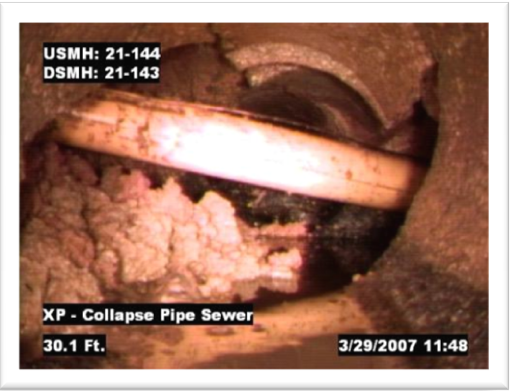 USMH: 21-144
DSMH: 21-143
XP - Collapse Pipe Sewer
30.1 Ft.
3/29/2007 11:48